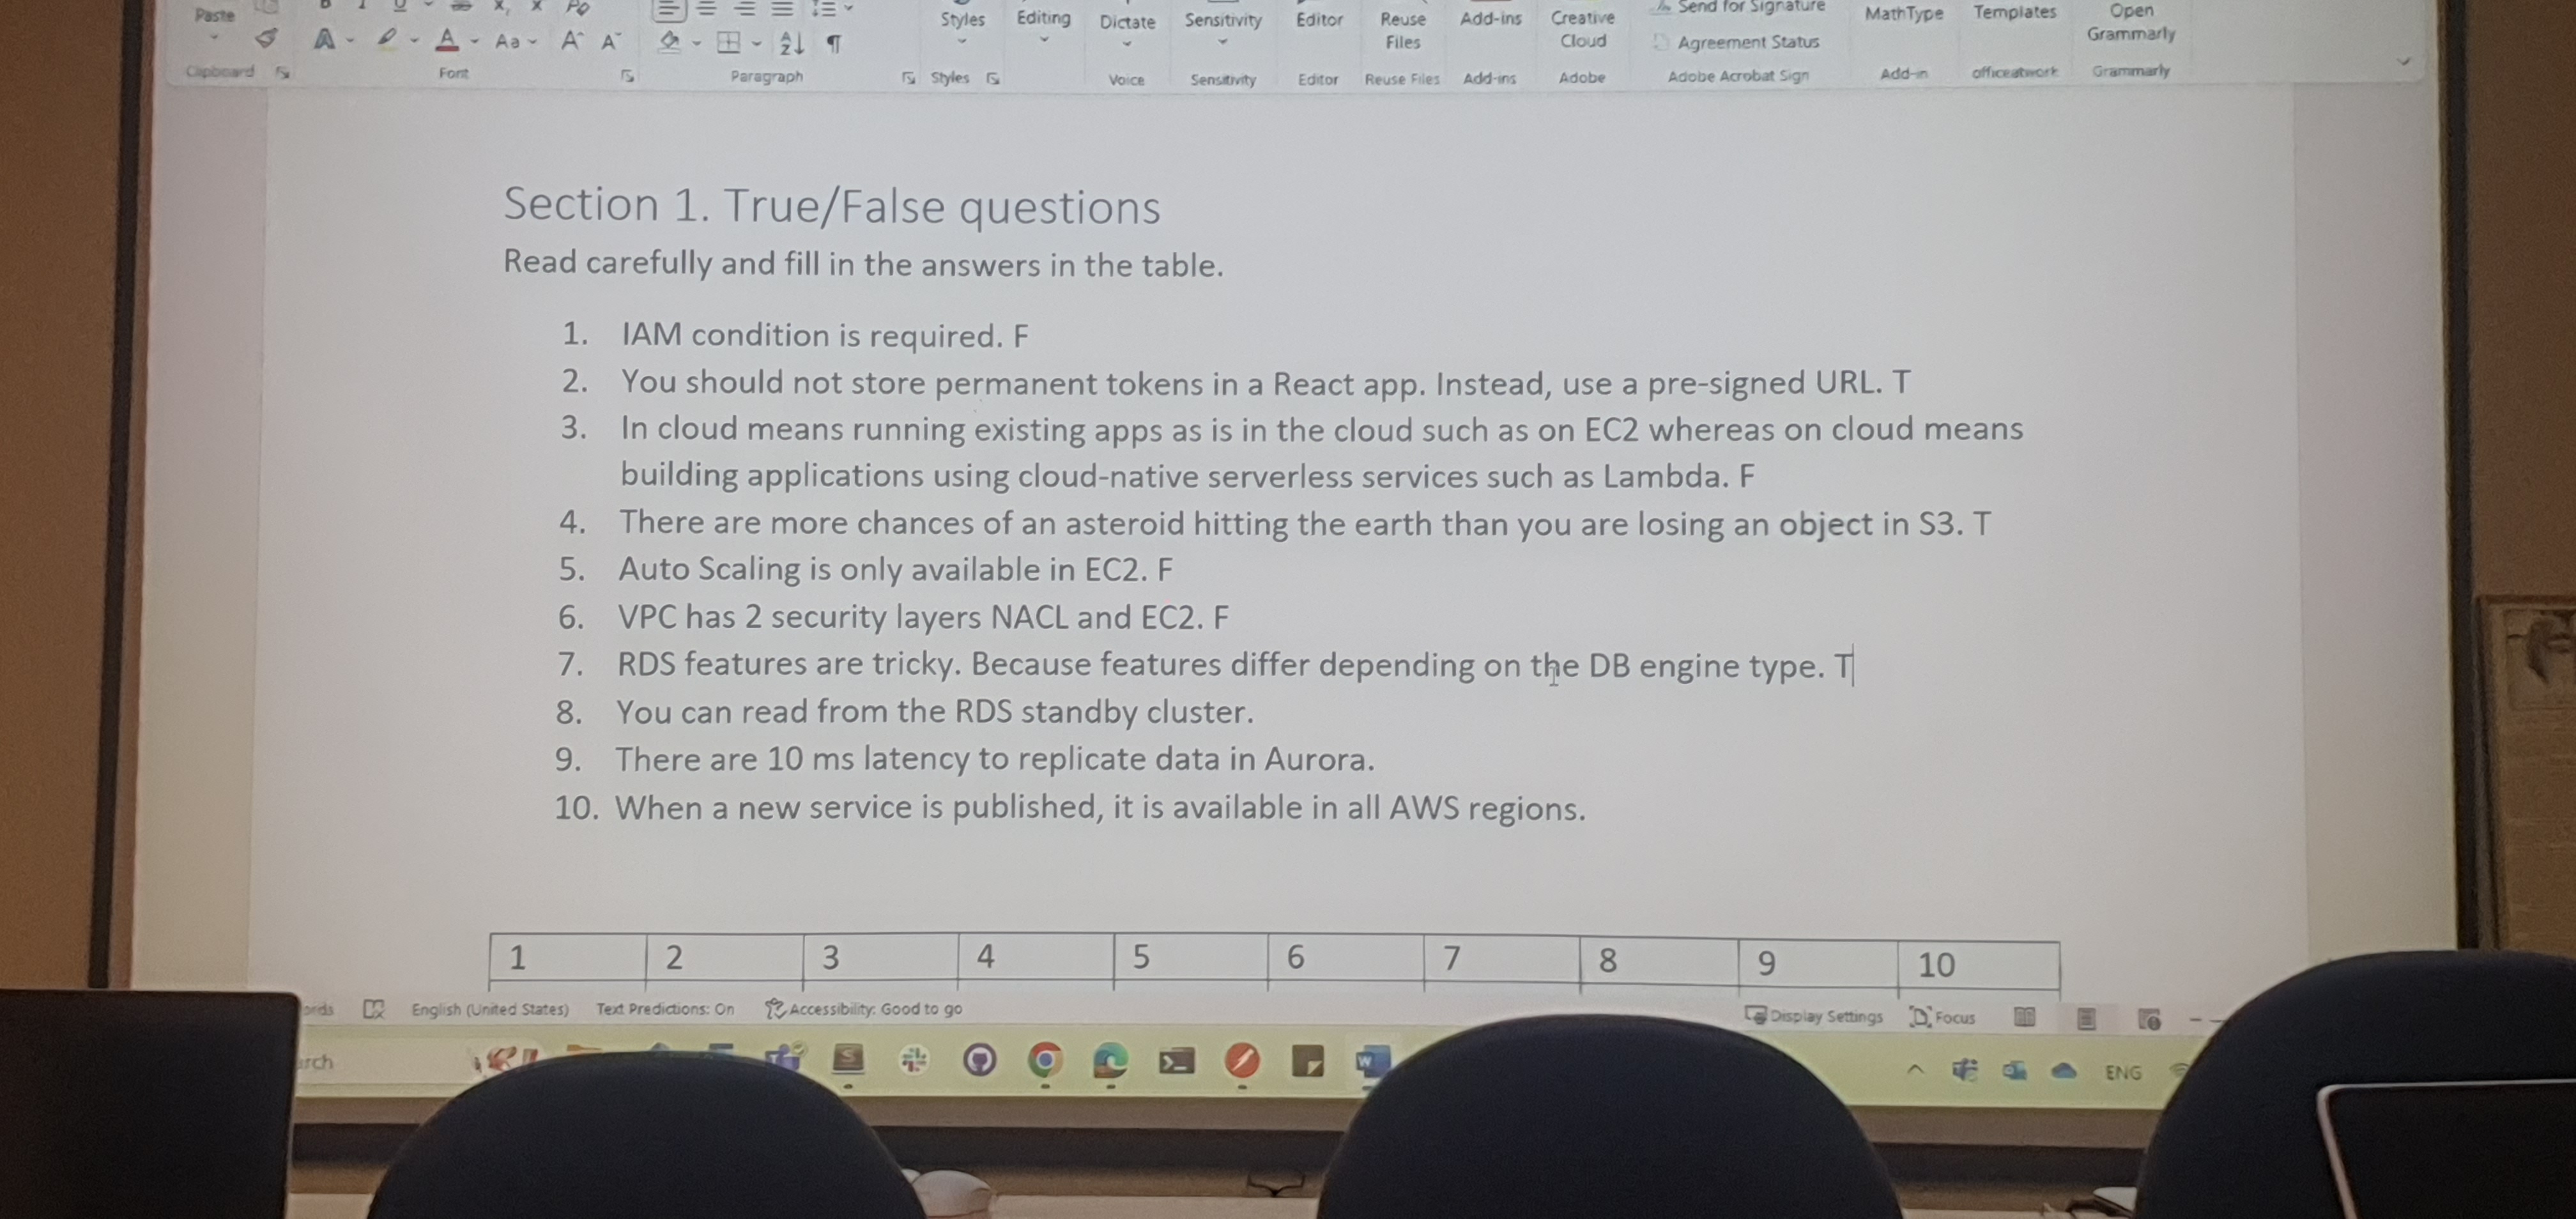 Paste
Styles Editing Dictate Sensitivity Editor Reuse Files Add-ins Creative Cloud Send for Signature Agreement Status MathType Templates Open Grammarly
Clipboard Font Paragraph Styles Voice Sensitivity Editor Reuse Files Add-ins Adobe Adobe Acrobat Sign Add-in officeatwork Grammarly
Section 1. True/False questions
Read carefully and fill in the answers in the table.
1. IAM condition is required. F
2. You should not store permanent tokens in a React app. Instead, use a pre-signed URL. T
3. In cloud means running existing apps as is in the cloud such as on EC2 whereas on cloud means
building applications using cloud-native serverless services such as Lambda. F
4. There are more chances of an asteroid hitting the earth than you are losing an object in S3. T
5. Auto Scaling is only available in EC2. F
6. VPC has 2 security layers NACL and EC2. F
7. RDS features are tricky. Because features differ depending on the DB engine type. T
8. You can read from the RDS standby cluster.
9. There are 10 ms latency to replicate data in Aurora.
10. When a new service is published, it is available in all AWS regions.
1 2 3 4 5 6 7 8 9 10
English (United States) Text Predictions: On Accessibility: Good to go Display Settings Focus
ENG